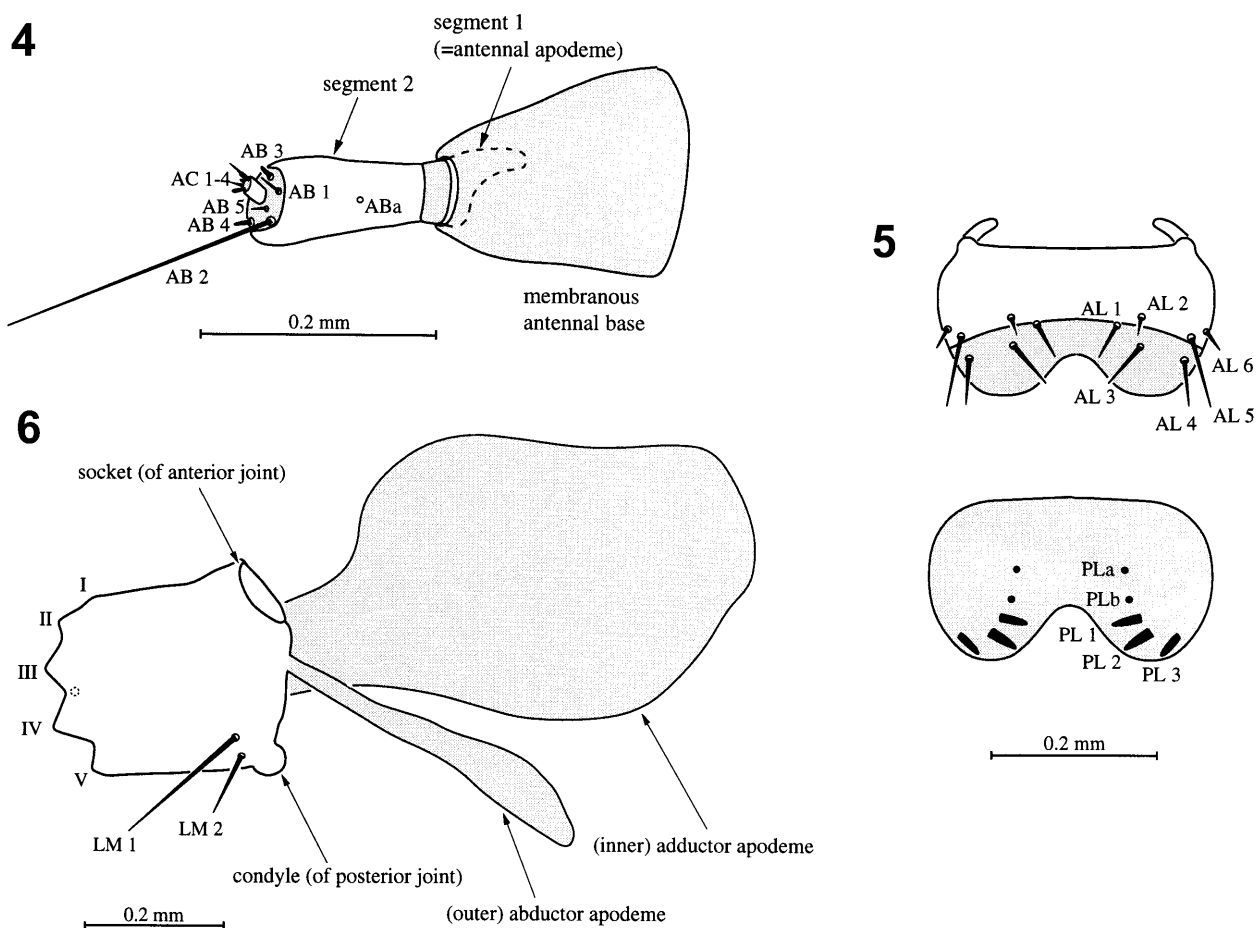 4
segment 1
(=antennal apodeme)
segment 2
AB 3
AC 1-4
AB 1
AB 5
ABa
AB 4
AB 2
membranous
antennal base
0.2 mm
5
AL 1
AL 2
AL 6
AL 3
AL 5
AL 4
PLa
PLb
PL 1
PL 2
PL 3
0.2 mm
6
socket (of anterior joint)
I
II
III
IV
V
LM 1
LM 2
condyle (of posterior joint)
(inner) adductor apodeme
(outer) abductor apodeme
0.2 mm